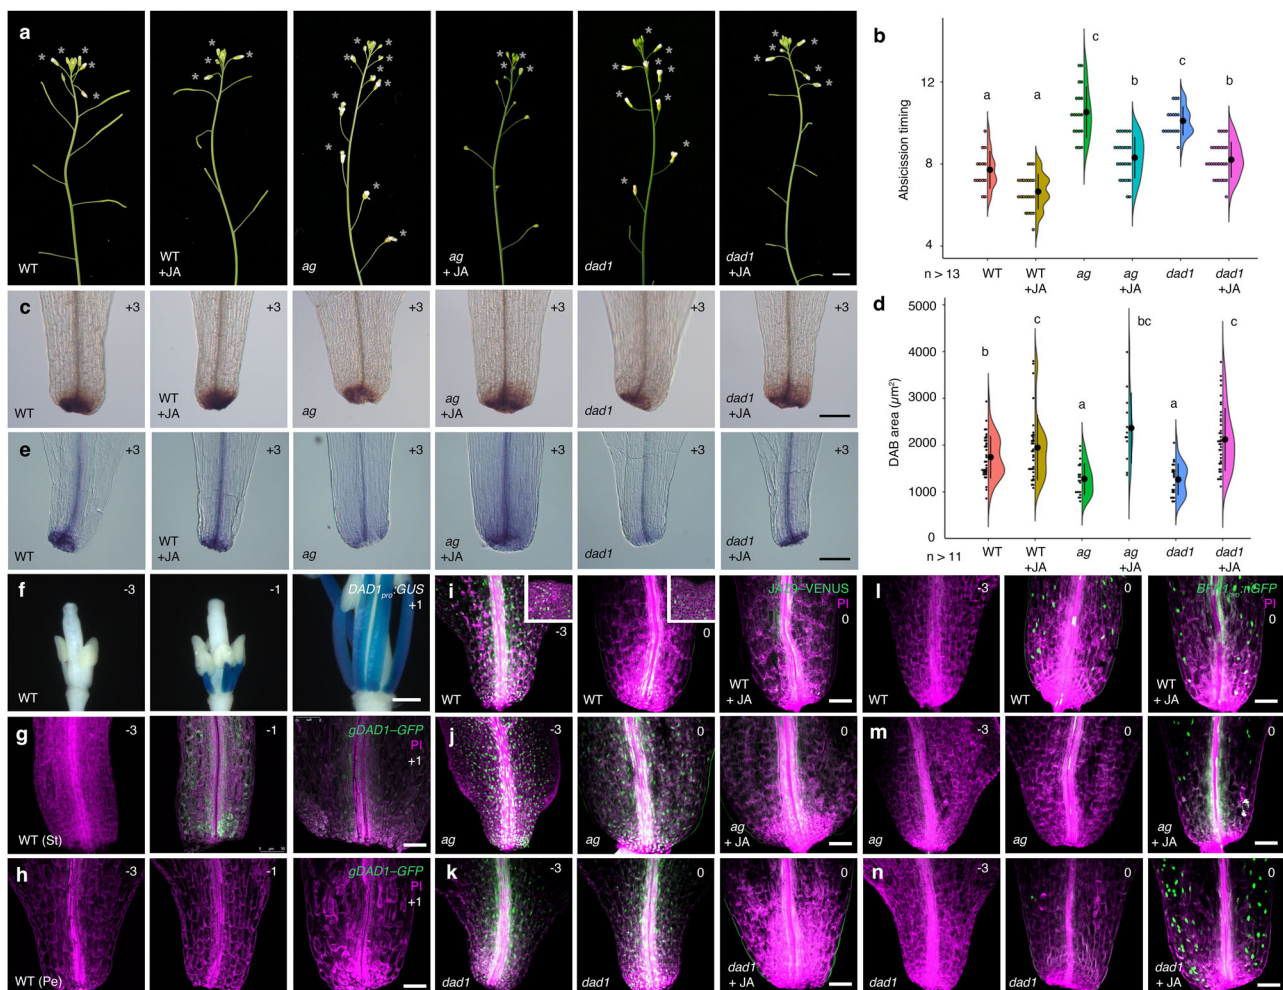 a
WT
WT
+JA
ag
ag
+ JA
dad1
dad1
+ JA
b
Abscission timing
12
8
4
a
a
c
b
c
b
n > 13
WT
WT
+JA
ag
ag
+JA
dad1
dad1
+JA
c
+3
WT
+3
WT
+JA
+3
ag
+3
ag
+ JA
+3
dad1
+3
dad1
+ JA
d
DAB area (µm²)
5000
4000
3000
2000
1000
0
b
c
a
bc
a
c
n > 11
WT
WT
+JA
ag
ag
+JA
dad1
dad1
+JA
e
+3
WT
+3
WT
+JA
+3
ag
+3
ag
+ JA
+3
dad1
+3
dad1
+ JA
f
-3
WT
-1
DAD1pro:GUS
+1
g
-3
WT (St)
-1
gDAD1–GFP
PI
+1
h
-3
WT (Pe)
-1
gDAD1–GFP
PI
+1
i
-3
WT
0
WT
JAZ9–VENUS
PI
0
WT
+ JA
j
-3
ag
0
ag
0
ag
+ JA
k
-3
dad1
0
dad1
0
dad1
+ JA
l
-3
WT
0
WT
PI
0
WT
+ JA
m
-3
ag
0
ag
0
ag
+ JA
n
-3
dad1
0
dad1
0
dad1
+ JA